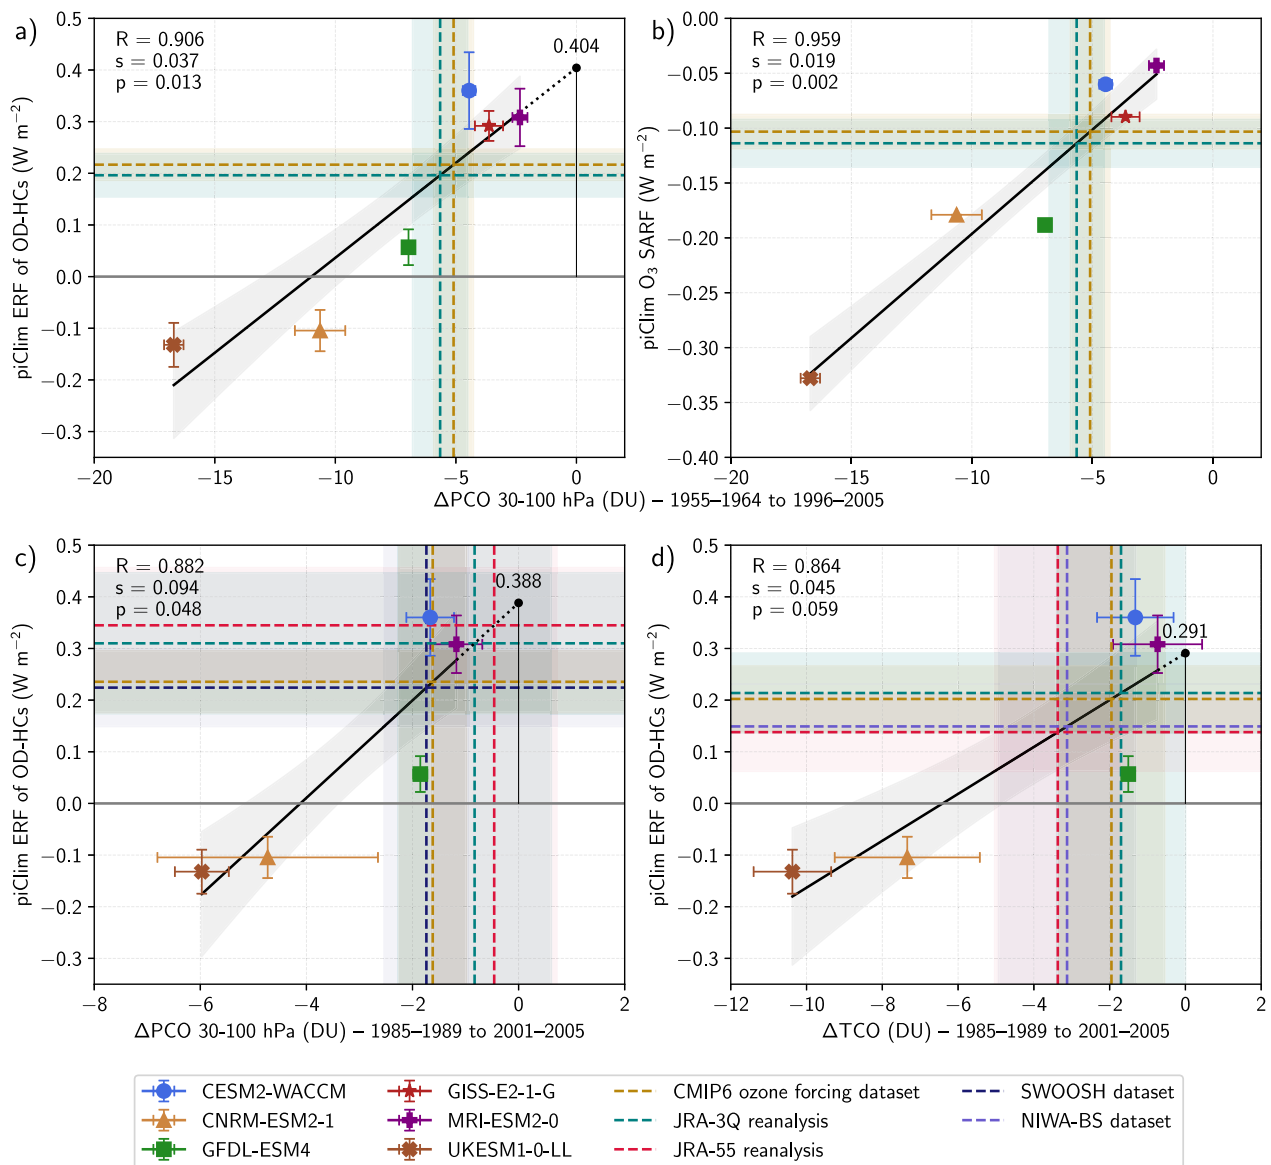 a)
R = 0.906
s = 0.037
p = 0.013
0.404
0.5
0.4
0.3
0.2
0.1
0.0
−0.1
−0.2
−0.3
piClim ERF of OD-HCs (W m⁻²)
−20
−15
−10
−5
0
b)
R = 0.959
s = 0.019
p = 0.002
0.00
−0.05
−0.10
−0.15
−0.20
−0.25
−0.30
−0.35
−0.40
piClim O₃ SARF (W m⁻²)
−20
−15
−10
−5
0
ΔPCO 30-100 hPa (DU) – 1955–1964 to 1996–2005
c)
R = 0.882
s = 0.094
p = 0.048
0.388
0.5
0.4
0.3
0.2
0.1
0.0
−0.1
−0.2
−0.3
piClim ERF of OD-HCs (W m⁻²)
−8
−6
−4
−2
0
2
ΔPCO 30-100 hPa (DU) – 1985–1989 to 2001–2005
d)
R = 0.864
s = 0.045
p = 0.059
0.291
0.5
0.4
0.3
0.2
0.1
0.0
−0.1
−0.2
−0.3
piClim ERF of OD-HCs (W m⁻²)
−12
−10
−8
−6
−4
−2
0
2
ΔTCO (DU) – 1985–1989 to 2001–2005
CESM2-WACCM
CNRM-ESM2-1
GFDL-ESM4
GISS-E2-1-G
MRI-ESM2-0
UKESM1-0-LL
CMIP6 ozone forcing dataset
JRA-3Q reanalysis
JRA-55 reanalysis
SWOOSH dataset
NIWA-BS dataset